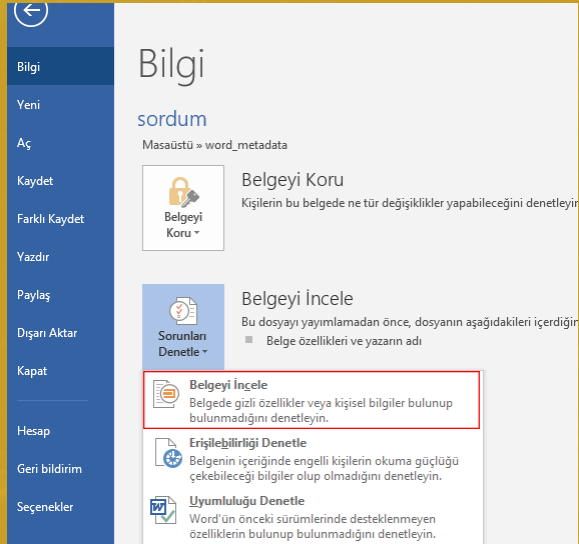 Bilgi
Yeni
Aç
Kaydet
Farklı Kaydet
Yazdır
Paylaş
Dışarı Aktar
Kapat
Hesap
Geri bildirim
Seçenekler
Bilgi
sordum
Masaüstü » word_metadata
Belgeyi
Koru
Belgeyi Koru
Kişilerin bu belgede ne tür değişiklikler yapabileceğini
Sorunları
Denetle
Belgeyi İncele
Bu dosyayı yayımlamadan önce, dosyanın aşağıdakileri
Belge özellikleri ve yazarın adı
Belgeyi İncele
Belgede gizli özellikler veya kişisel bilgiler bulunup
bulunmadığını denetleyin.
Erişilebilirliği Denetle
Belgenin içeriğinde engelli kişilerin okuma güçlüğü
çekebileceği bilgiler olup olmadığını denetleyin.
Uyumluluğu Denetle
Word'ün önceki sürümlerinde desteklenmeyen
özelliklerin bulunup bulunmadığını denetleyin.